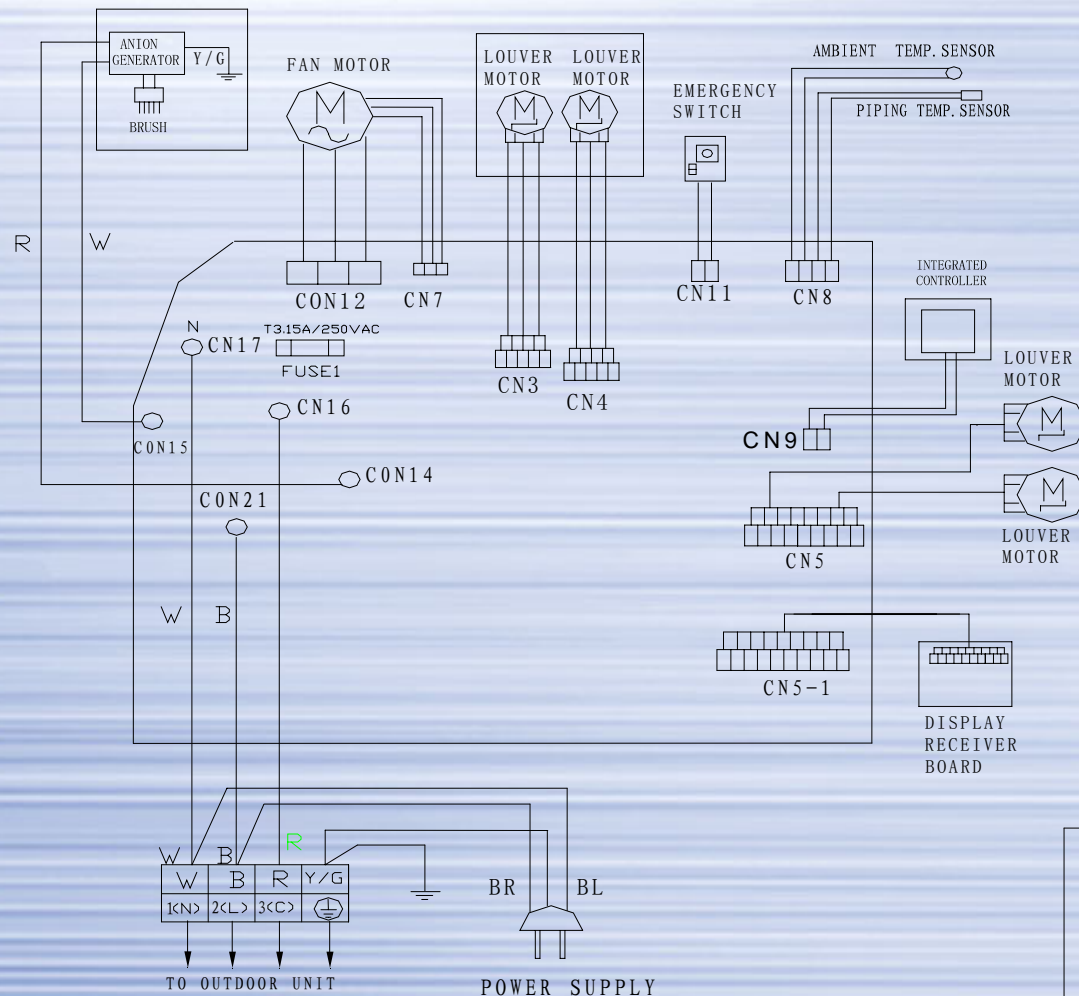 ANION
GENERATOR
Y/G
BRUSH
FAN MOTOR
M
LOUVER
MOTOR
M
LOUVER
MOTOR
M
EMERGENCY
SWITCH
AMBIENT TEMP. SENSOR
PIPING TEMP. SENSOR
R
W
CON12
CN7
CN11
CN8
INTEGRATED
CONTROLLER
N
CN17
T3.15A/250VAC
FUSE1
CN3
CN4
CN16
CON15
CN9
LOUVER
MOTOR
M
CON14
CON21
M
LOUVER
MOTOR
CN5
W
B
CN5-1
DISPLAY
RECEIVER
BOARD
W
B
R
W
B
R
Y/G
1(N)
2(L)
3(C)
BR
BL
TO OUTDOOR UNIT
POWER SUPPLY